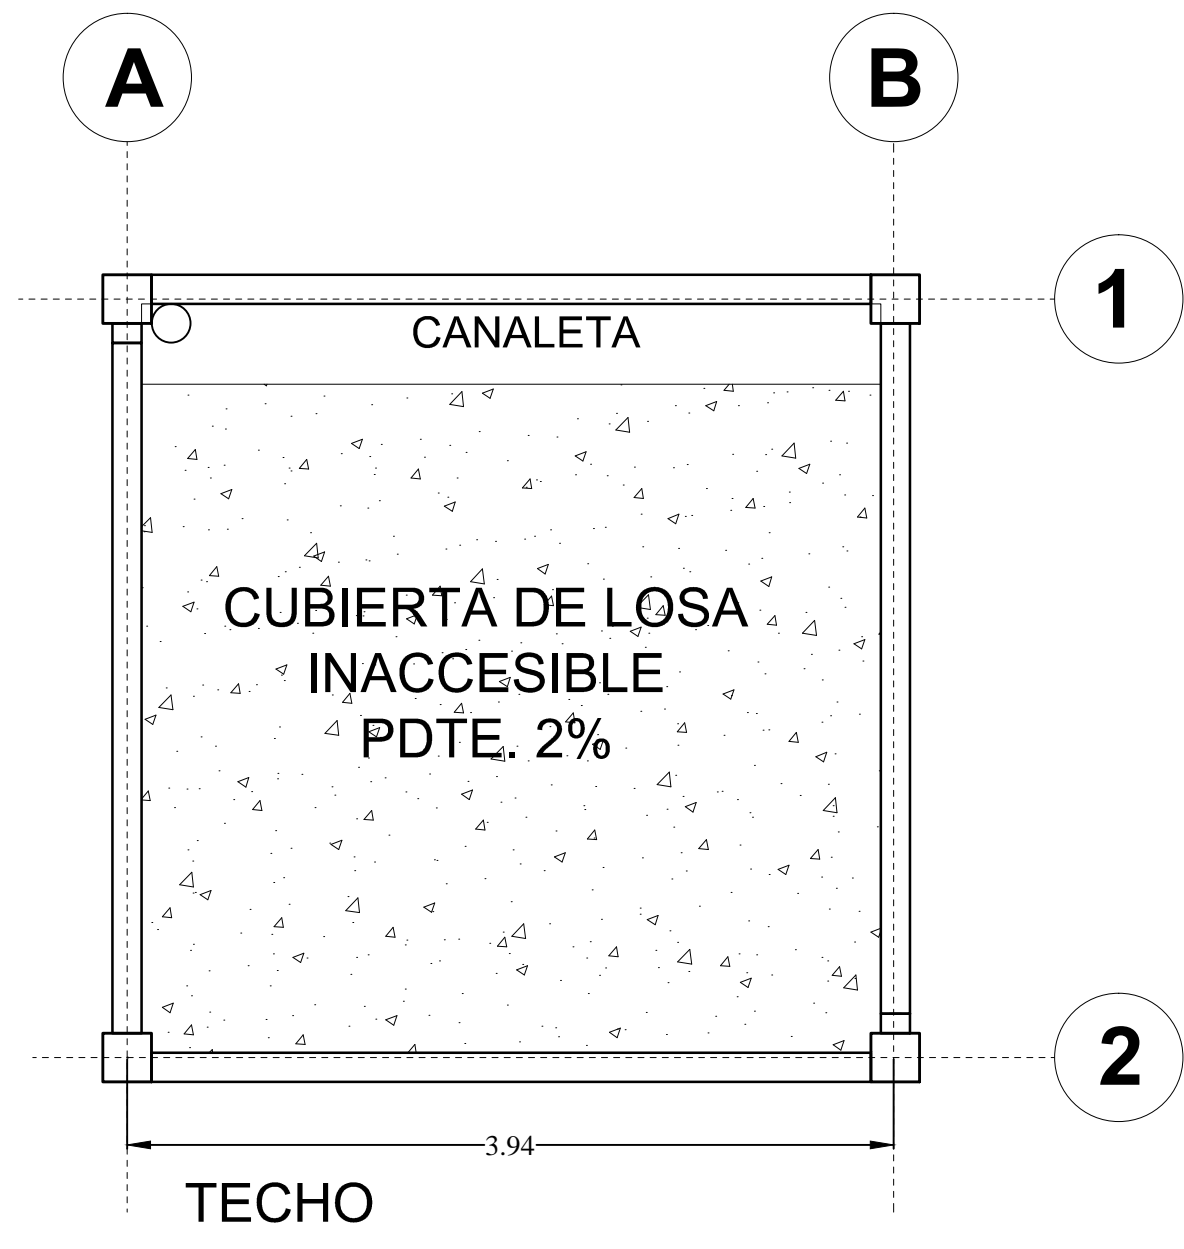 A
B
1
CANALETA
CUBIERTA DE LOSA
INACCESIBLE
PDTE. 2%
2
3.94
TECHO